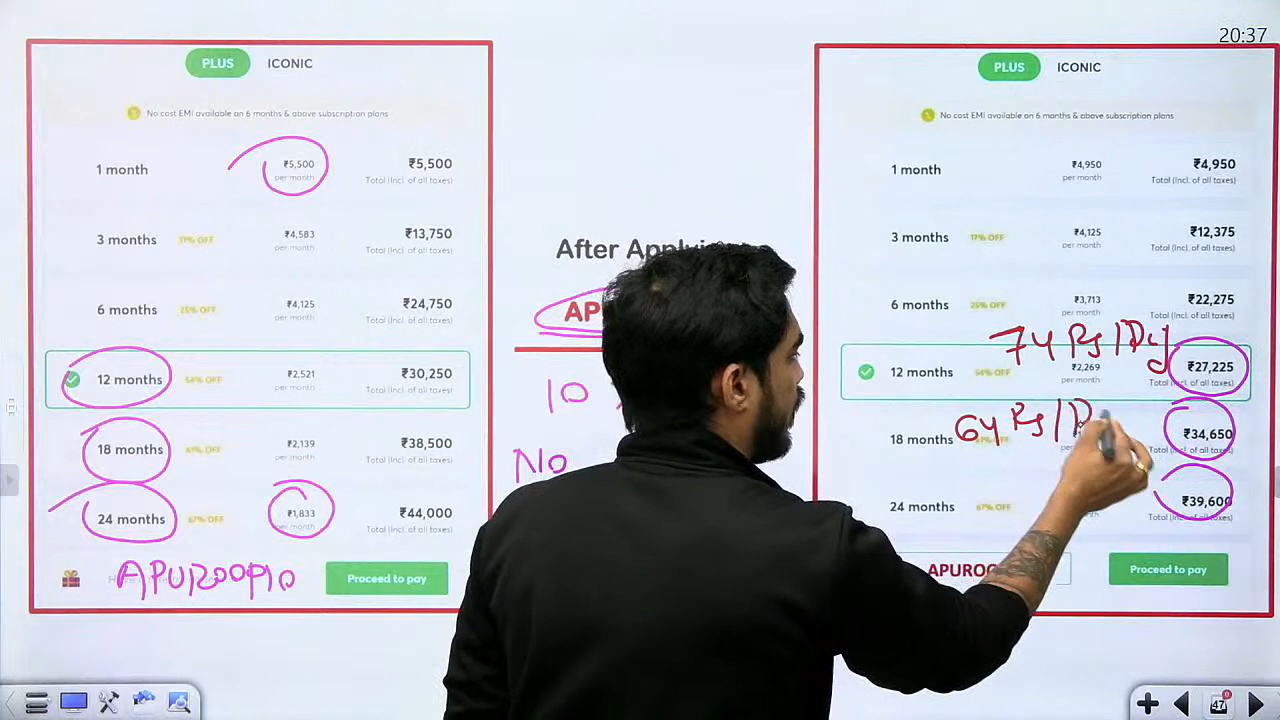 20:37
PLUS ICONIC
No cost EMI available on 6 months & above subscription plans
1 month ₹5,500 ₹5,500
per month Total (Incl. of all taxes)
3 months 17% OFF ₹4,583 ₹13,750
per month Total (Incl. of all taxes)
6 months 25% OFF ₹4,125 ₹24,750
per month Total (Incl. of all taxes)
12 months 54% OFF ₹2,521 ₹30,250
per month Total (Incl. of all taxes)
18 months 61% OFF ₹2,139 ₹38,500
per month Total (Incl. of all taxes)
24 months 67% OFF ₹1,833 ₹44,000
per month Total (Incl. of all taxes)
APUROOP10
Proceed to pay
After
10
No
PLUS ICONIC
No cost EMI available on 6 months & above subscription plans
1 month ₹4,950 ₹4,950
per month Total (Incl. of all taxes)
3 months 17% OFF ₹4,125 ₹12,375
per month Total (Incl. of all taxes)
6 months 25% OFF ₹3,713 ₹22,275
per month Total (Incl. of all taxes)
74 Rs/Day
12 months 54% OFF ₹2,269 ₹27,225
per month Total (Incl. of all taxes)
64 Rs/D
18 months ₹34,650
Total (Incl. of all taxes)
24 months 67% OFF ₹39,600
Total (Incl. of all taxes)
Proceed to pay
47